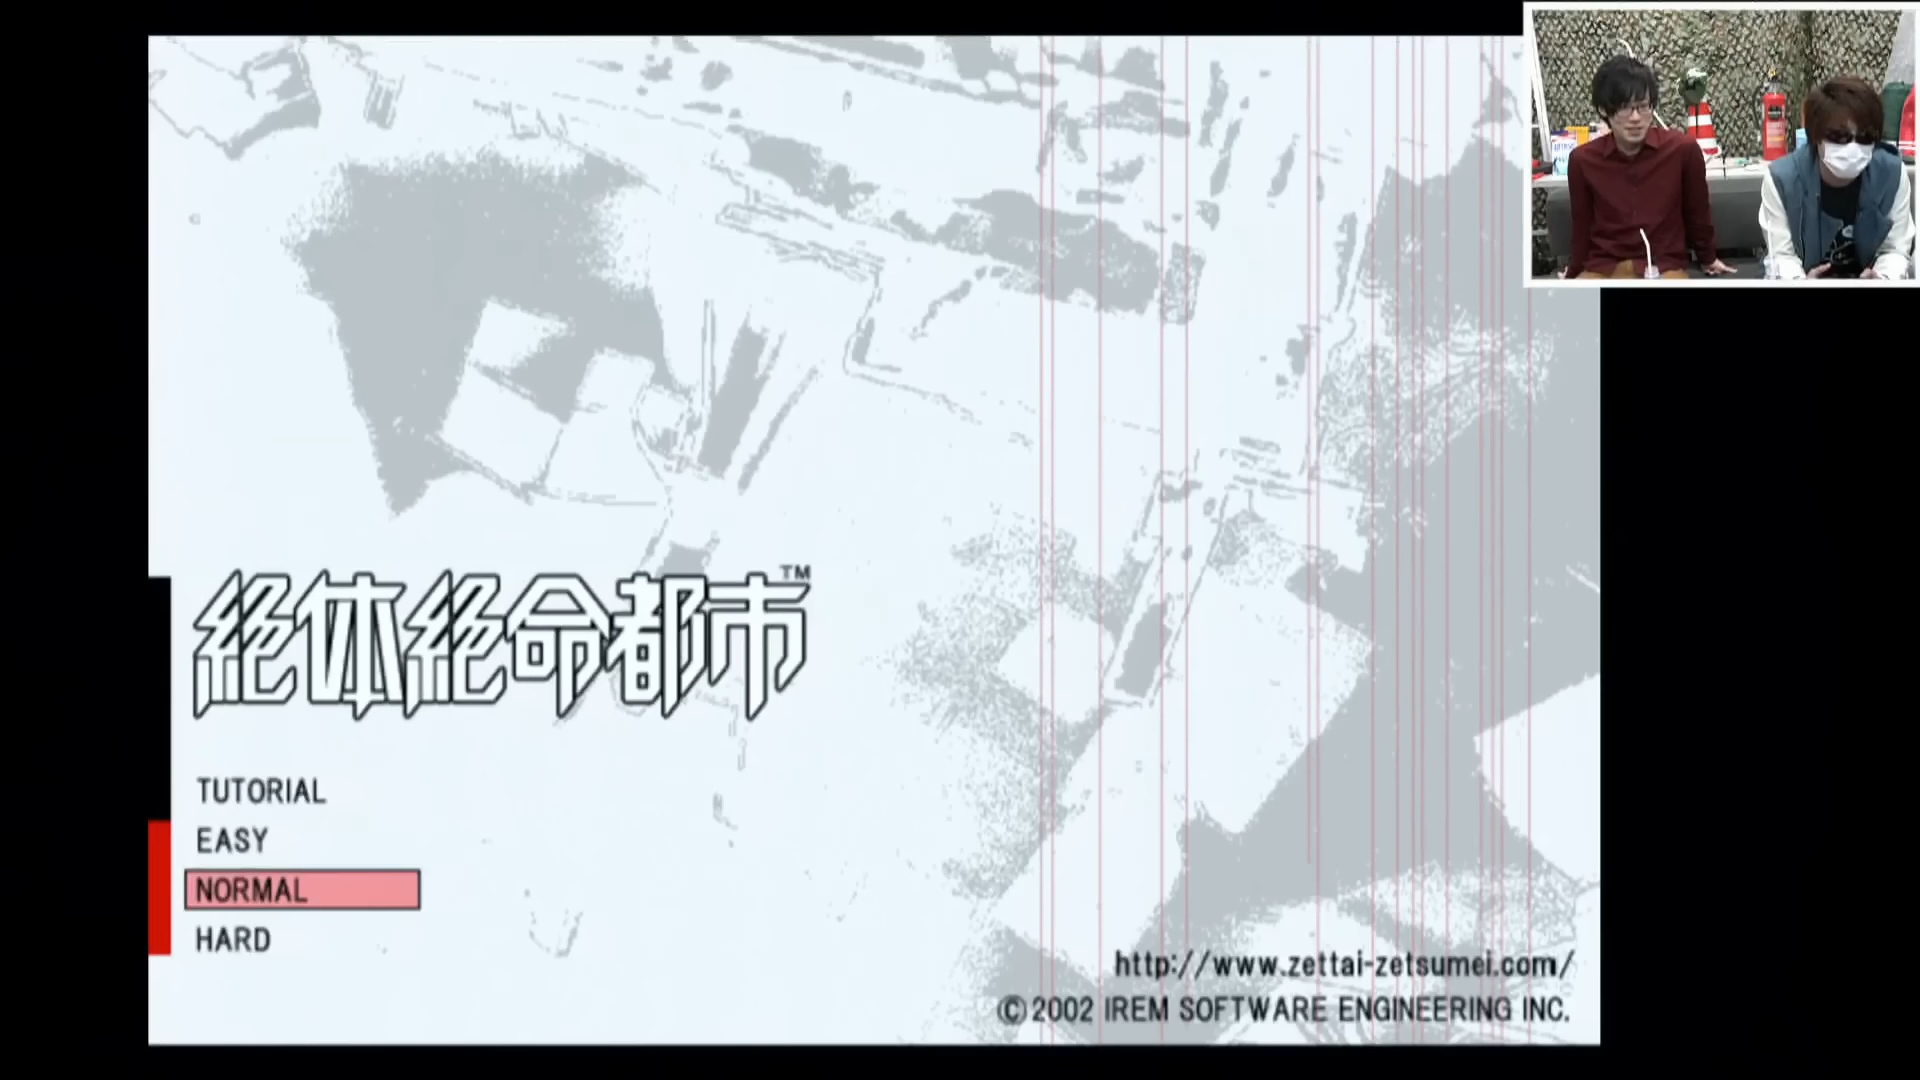 絶体絶命都市™
TUTORIAL
EASY
NORMAL
HARD
http://www.zettai-zetsumei.com/
©2002 IREM SOFTWARE ENGINEERING INC.